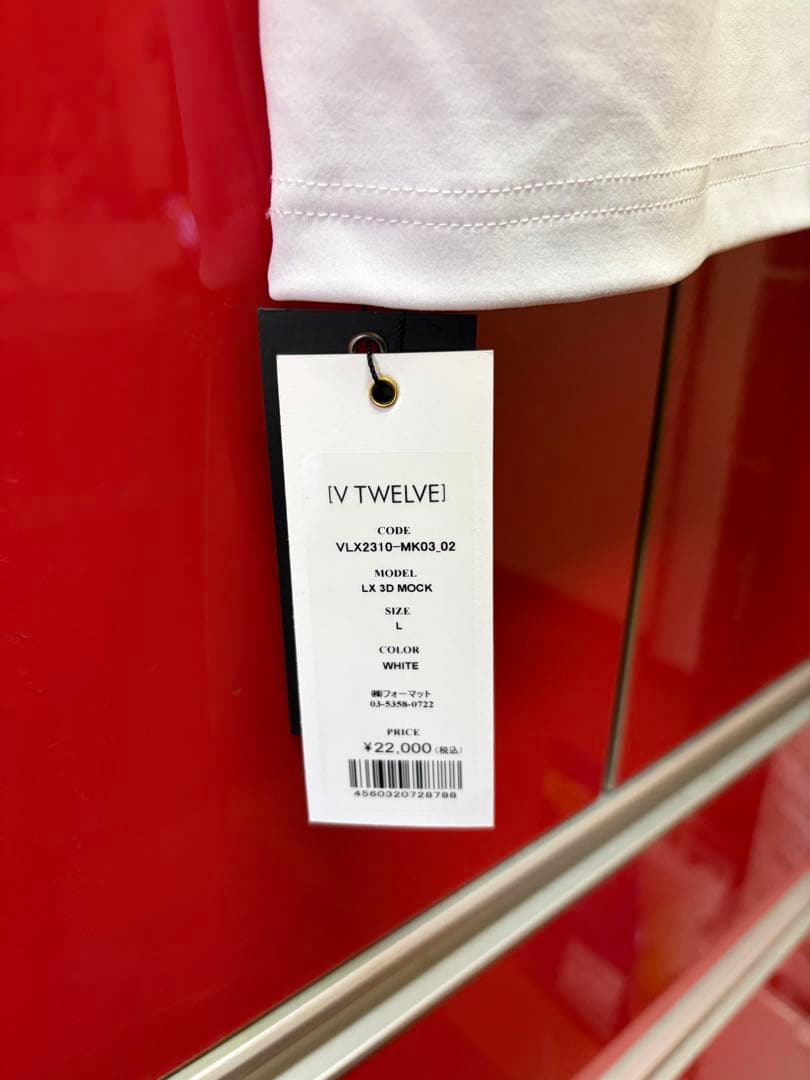 [V TWELVE]
CODE
VLX2310-MK03_02
MODEL
LX 3D MOCK
SIZE
L
COLOR
WHITE
㈱フォーマット
03-5358-0722
PRICE
¥22,000(税込)
4560320728788